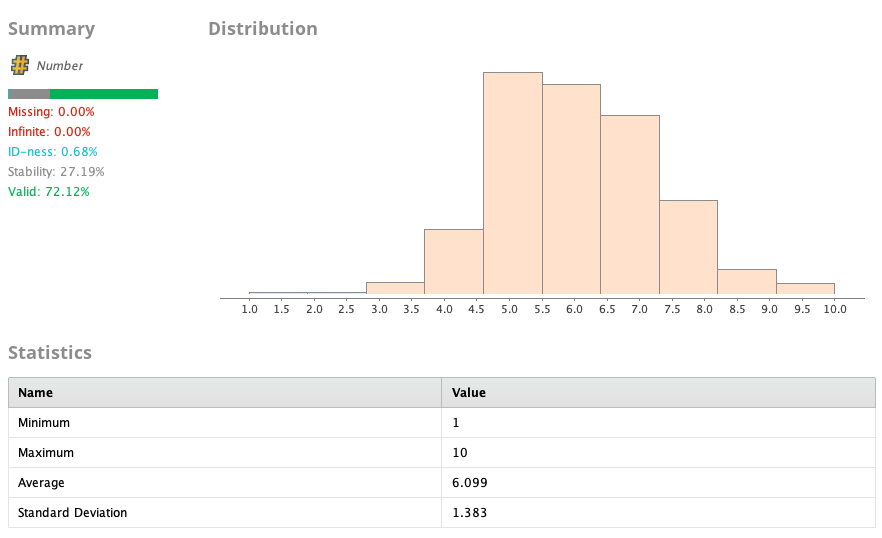 Summary
Distribution
# Number
Missing: 0.00%
Infinite: 0.00%
ID-ness: 0.68%
Stability: 27.19%
Valid: 72.12%
1.0 1.5 2.0 2.5 3.0 3.5 4.0 4.5 5.0 5.5 6.0 6.5 7.0 7.5 8.0 8.5 9.0 9.5 10.0
Statistics
Name Value
Minimum 1
Maximum 10
Average 6.099
Standard Deviation 1.383